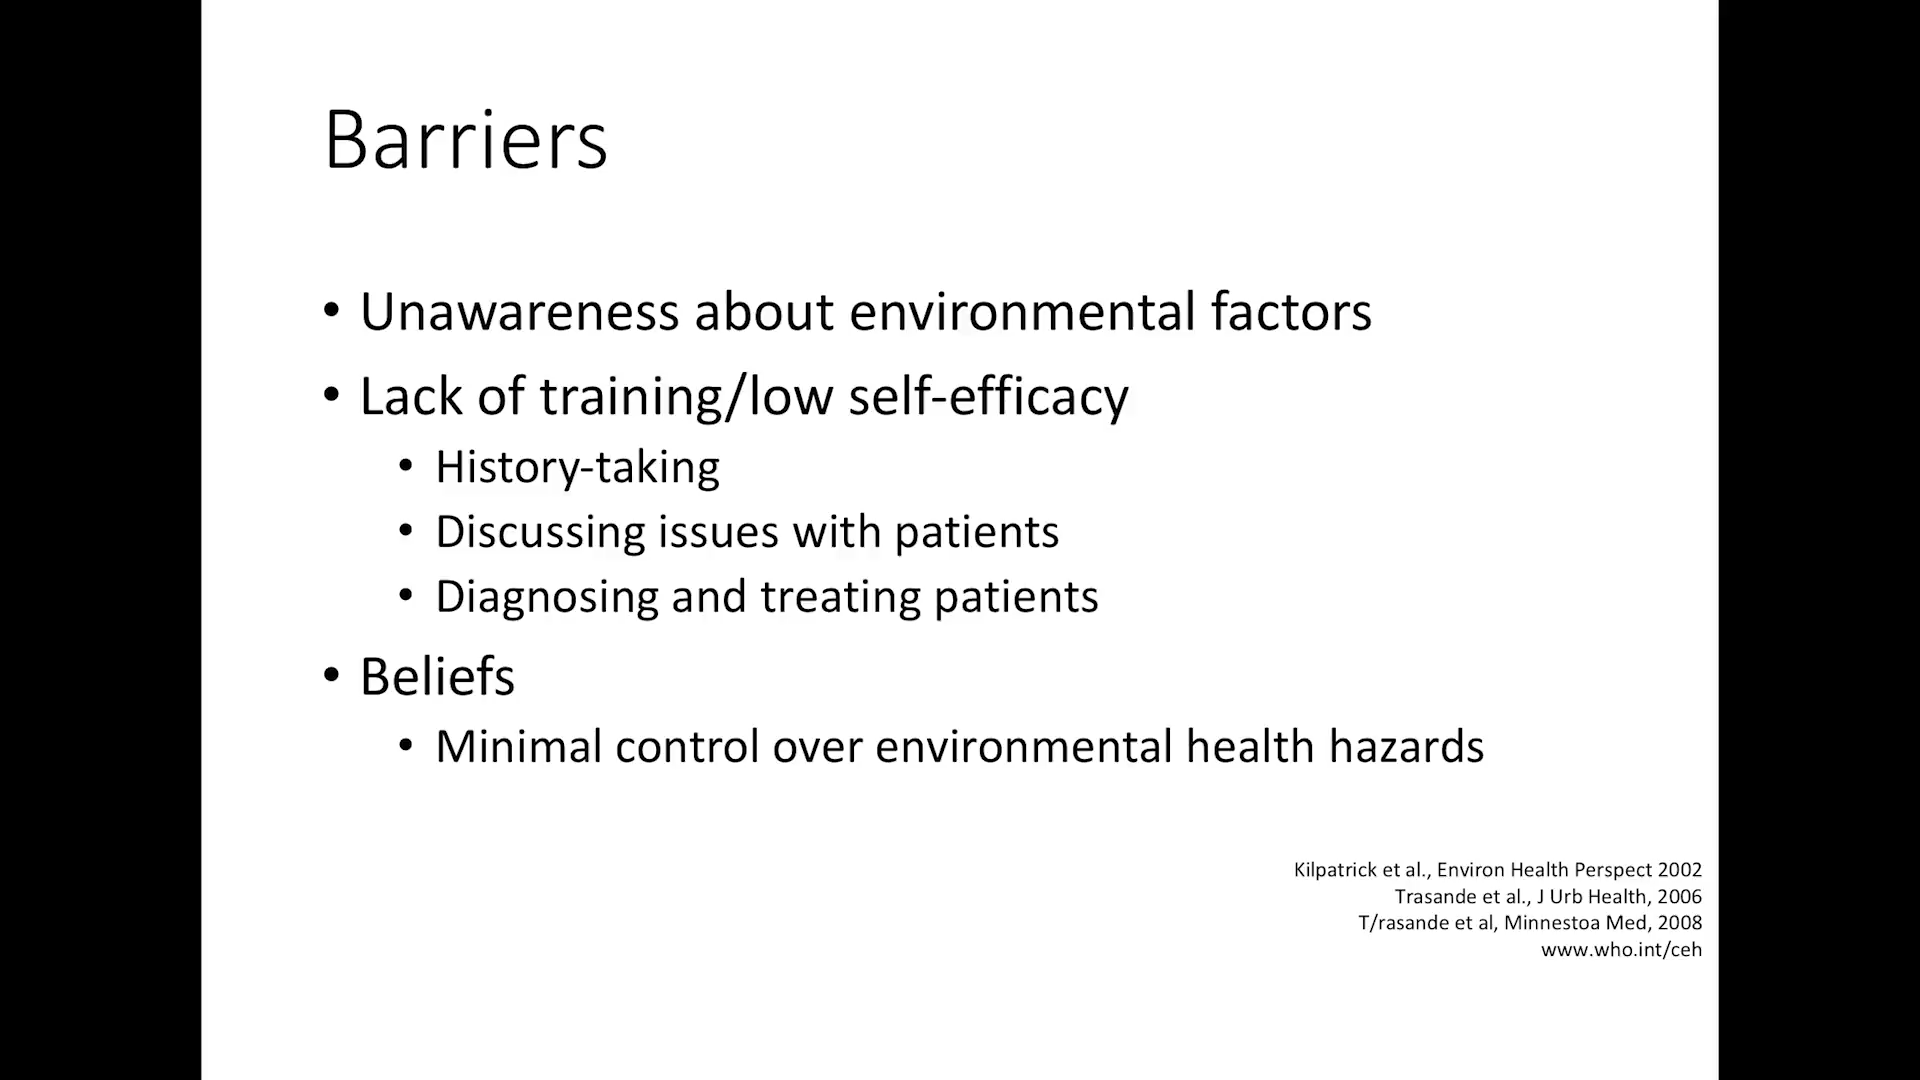 Barriers
• Unawareness about environmental factors
• Lack of training/low self-efficacy
• History-taking
• Discussing issues with patients
• Diagnosing and treating patients
• Beliefs
• Minimal control over environmental health hazards
Kilpatrick et al., Environ Health Perspect 2002
Trasande et al., J Urb Health, 2006
T/rasande et al, Minnestoa Med, 2008
www.who.int/ceh